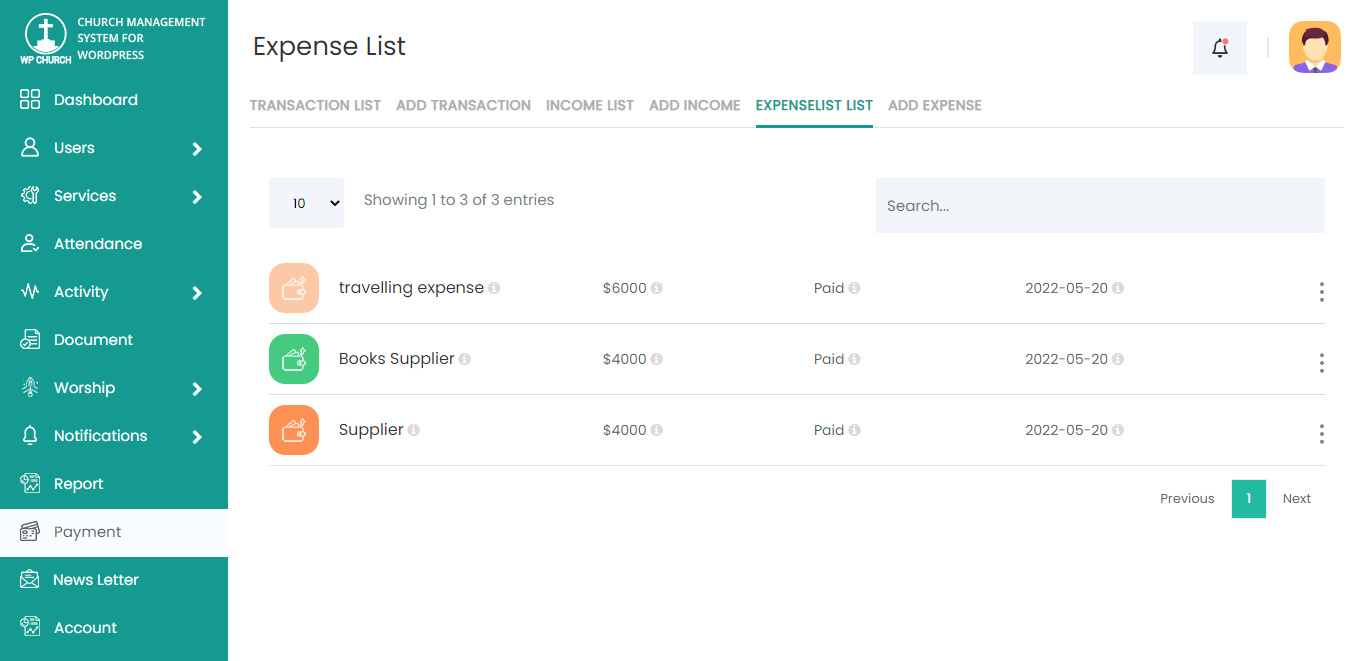 CHURCH MANAGEMENT
SYSTEM FOR
WORDPRESS
WP CHURCH
Dashboard
Users
Services
Attendance
Activity
Document
Worship
Notifications
Report
Payment
News Letter
Account
Expense List
TRANSACTION LIST ADD TRANSACTION INCOME LIST ADD INCOME EXPENSELIST LIST ADD EXPENSE
10 Showing 1 to 3 of 3 entries Search...
travelling expense $6000 Paid 2022-05-20
Books Supplier $4000 Paid 2022-05-20
Supplier $4000 Paid 2022-05-20
Previous 1 Next